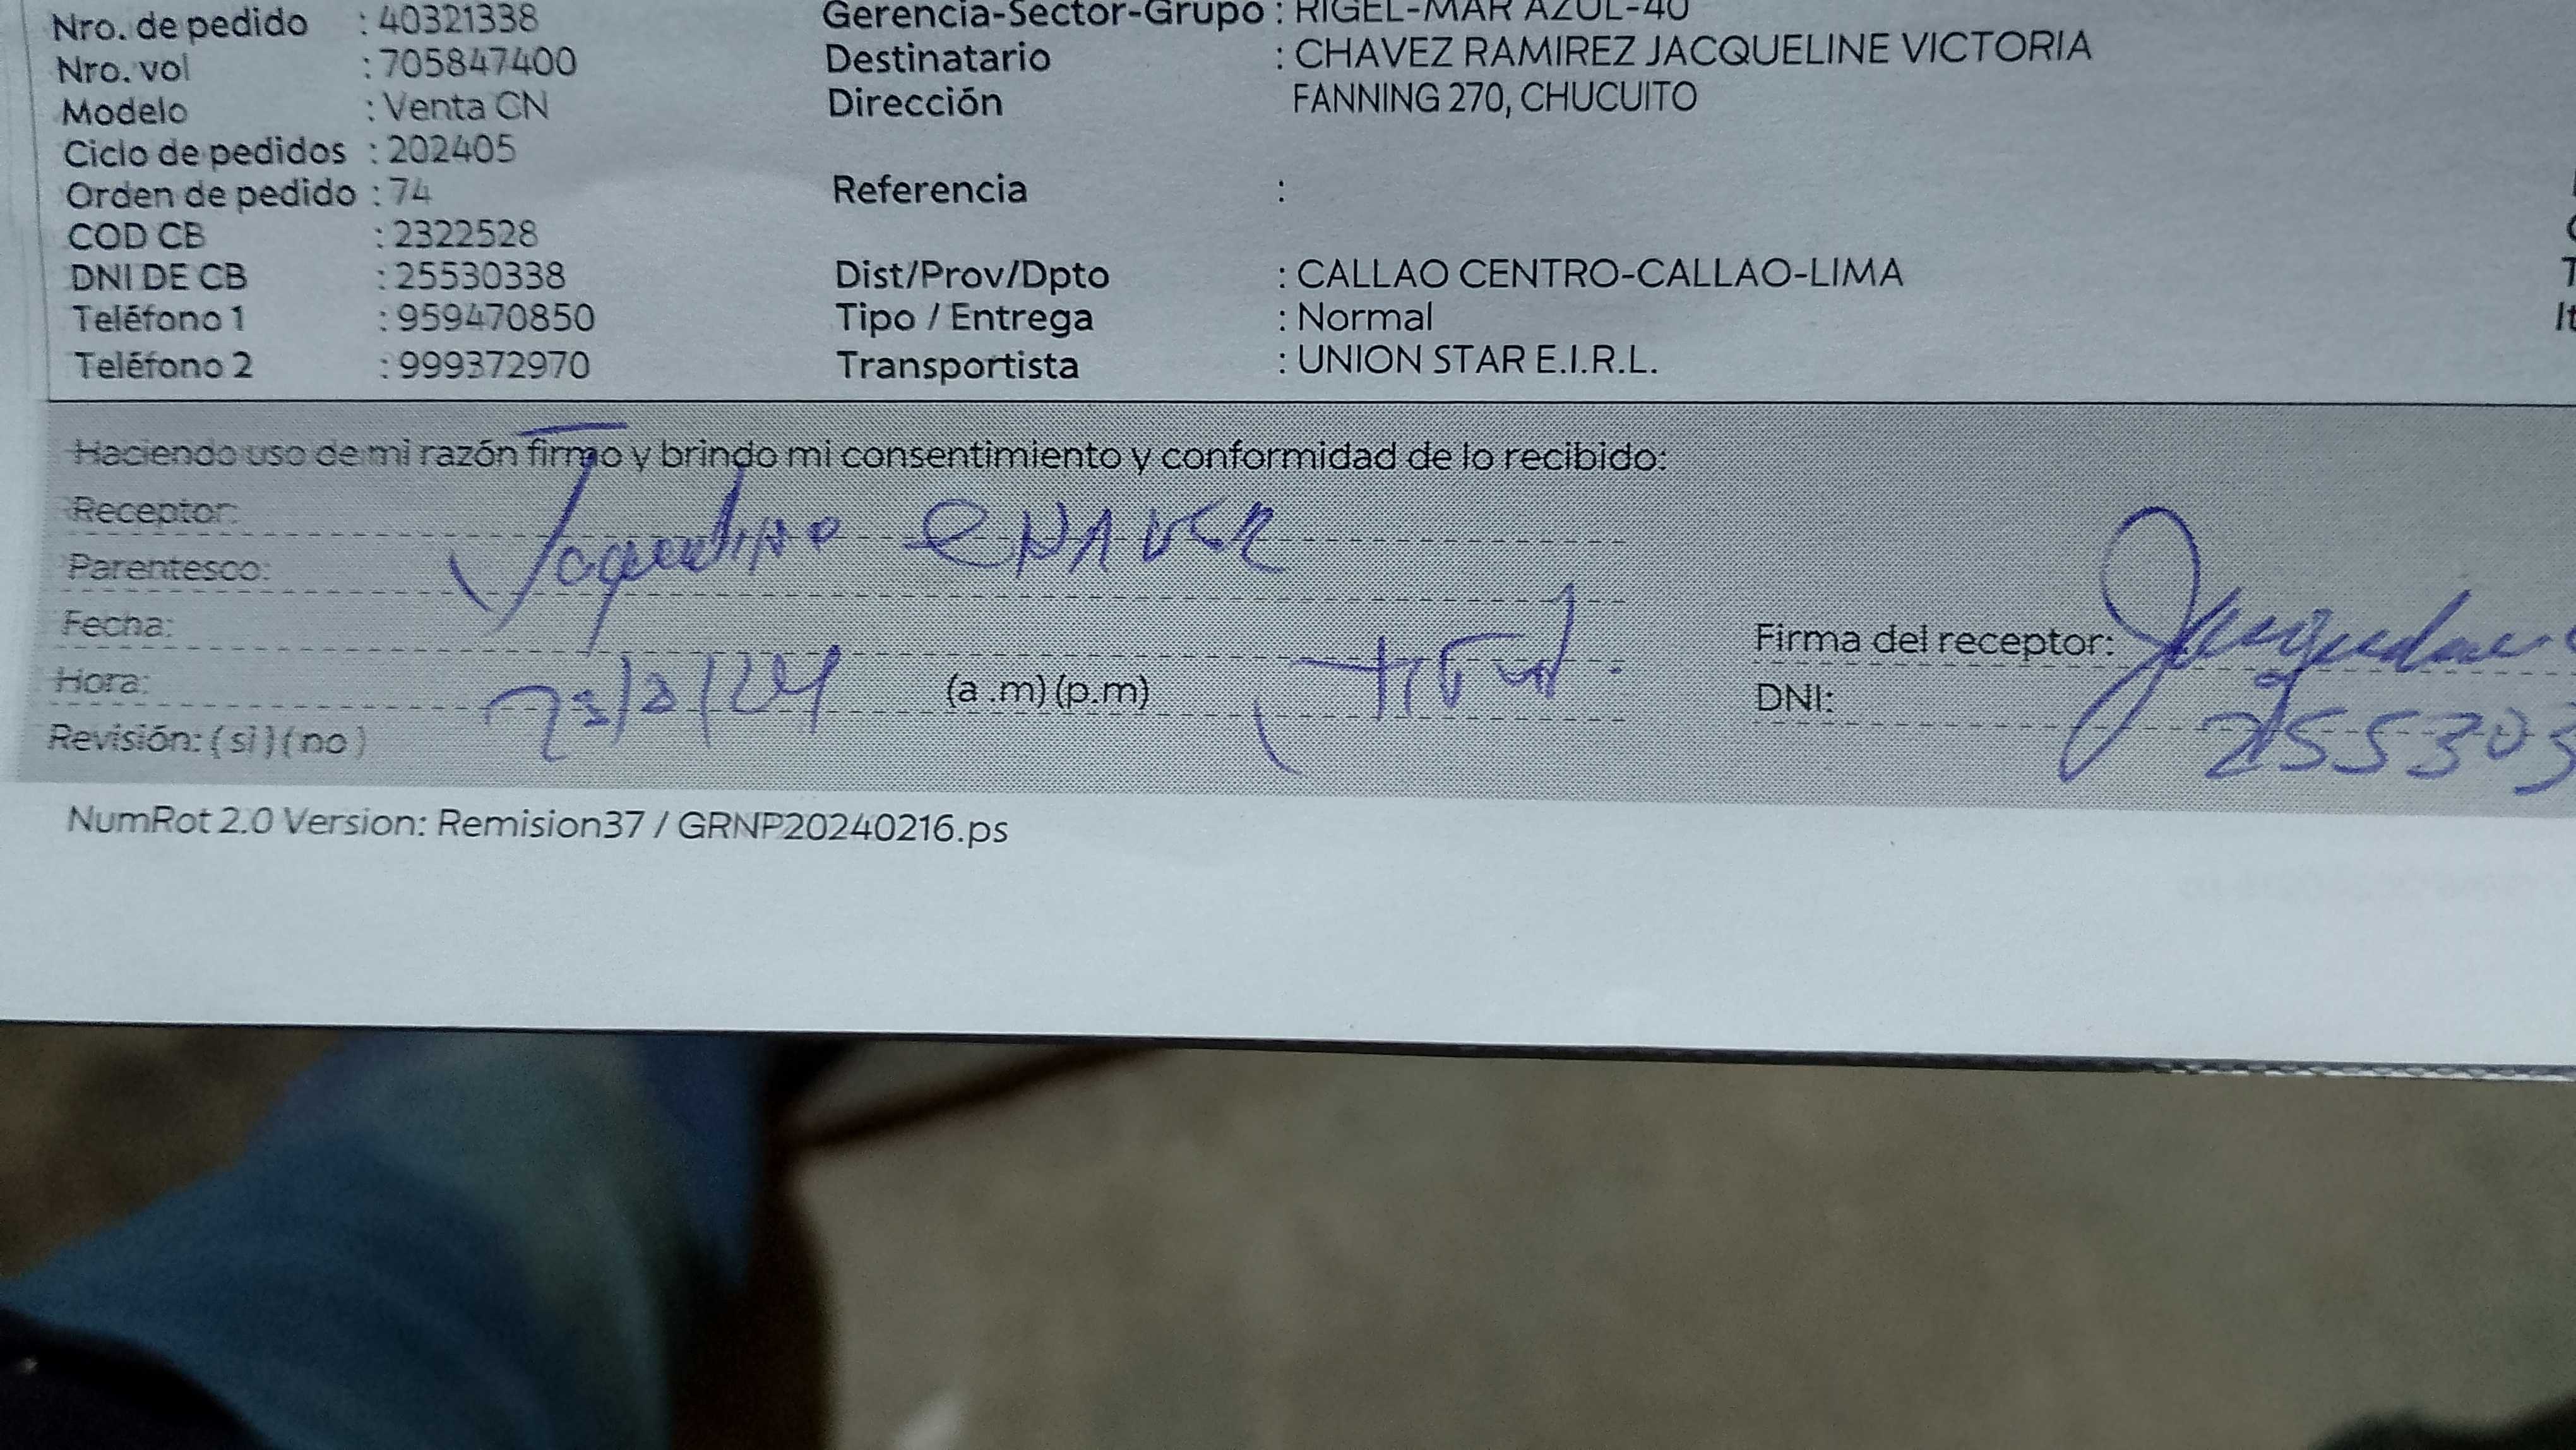 Nro. de pedido : 40321338
Nro. vol : 705847400
Modelo : Venta CN
Ciclo de pedidos : 202405
Orden de pedido : 74
COD CB : 2322528
DNI DE CB : 25530338
Teléfono 1 : 959470850
Teléfono 2 : 999372970
Gerencia-Sector-Grupo : RIGEL-MAR AZUL-40
Destinatario : CHAVEZ RAMIREZ JACQUELINE VICTORIA
Dirección FANNING 270, CHUCUITO
Referencia :
Dist/Prov/Dpto : CALLAO CENTRO-CALLAO-LIMA
Tipo / Entrega : Normal
Transportista : UNION STAR E.I.R.L.
Haciendo uso de mi razón firmo y brindo mi consentimiento y conformidad de lo recibido:
Receptor:
Parentesco:
Fecha:
Hora: (a .m) (p.m)
Revisión: ( si ) ( no )
Firma del receptor:
DNI: 255303
NumRot 2.0 Version: Remision37 / GRNP20240216.ps